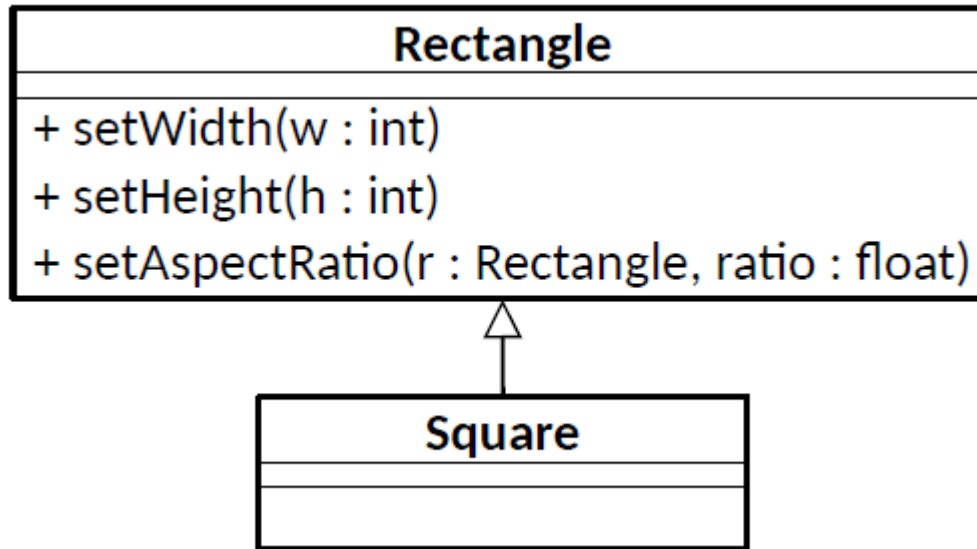 Rectangle
+ setWidth(w : int)
+ setHeight(h : int)
+ setAspectRatio(r : Rectangle, ratio : float)
Square